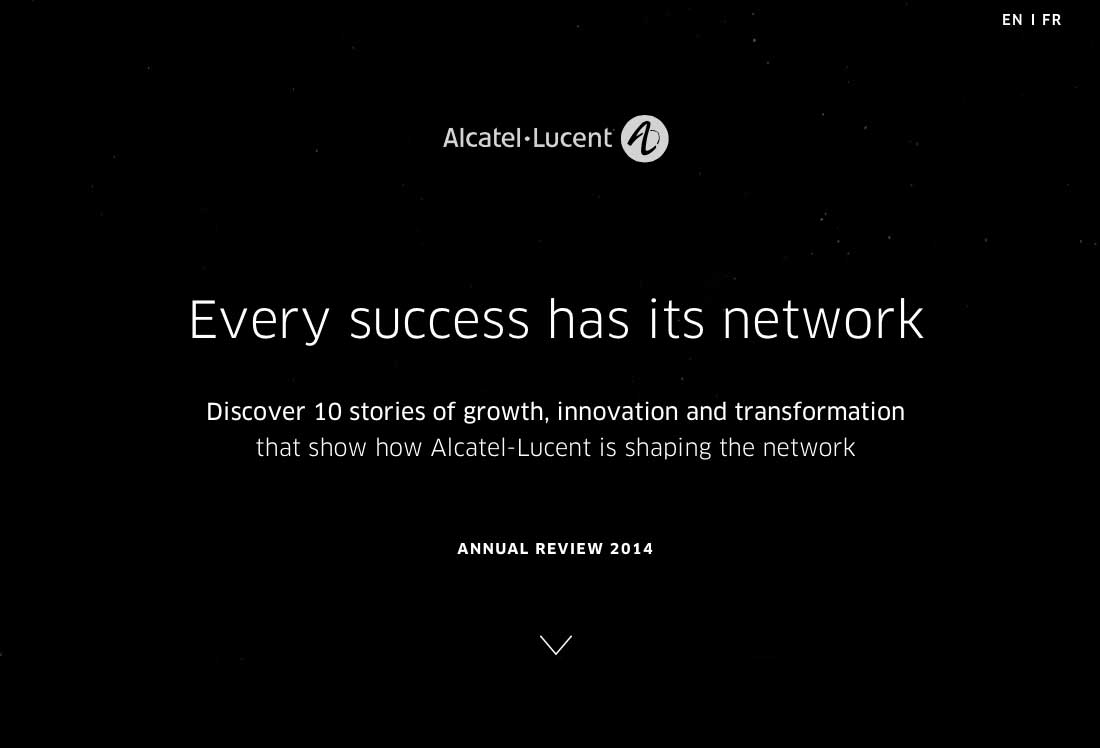 EN I FR
Alcatel·Lucent
Every success has its network
Discover 10 stories of growth, innovation and transformation
that show how Alcatel-Lucent is shaping the network
ANNUAL REVIEW 2014